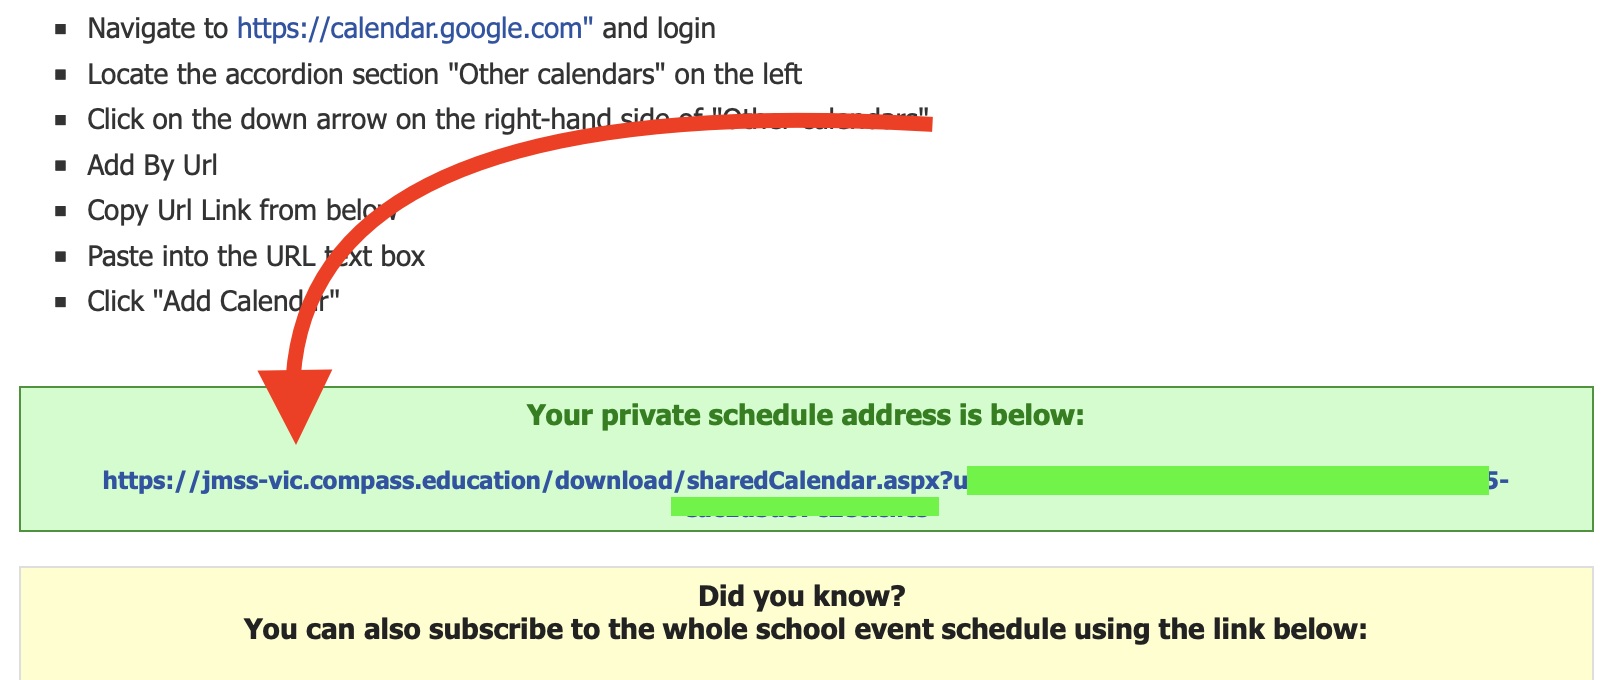 Navigate to https://calendar.google.com" and login
Locate the accordion section "Other calendars" on the left
Click on the down arrow on the right-hand side of "Other calendars"
Add By Url
Copy Url Link from below
Paste into the URL text box
Click "Add Calendar"
Your private schedule address is below:
https://jmss-vic.compass.education/download/sharedCalendar.aspx?u 5-
Did you know?
You can also subscribe to the whole school event schedule using the link below: